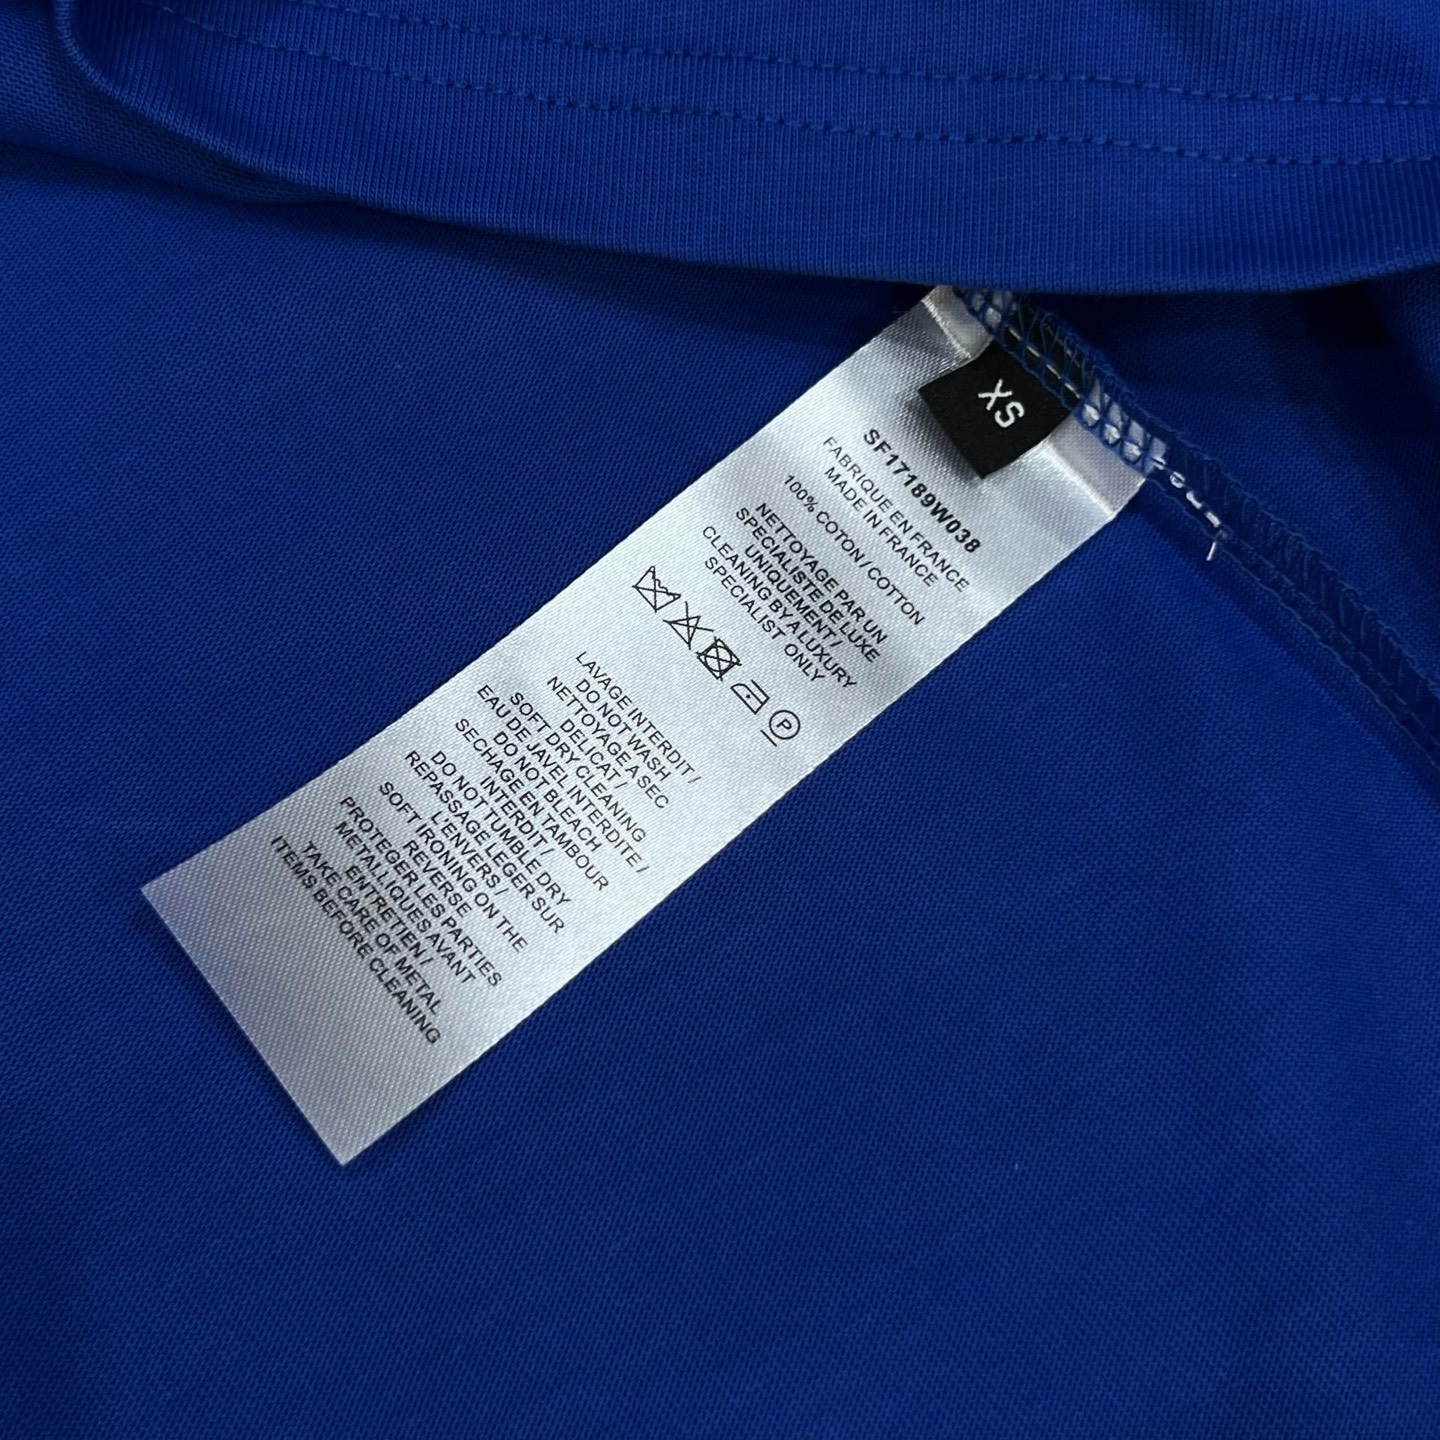 XS
SF17189W038
FABRIQUE EN FRANCE
MADE IN FRANCE
100% COTON / COTTON
NETTOYAGE PAR UN
SPECIALISTE DE LUXE
UNIQUEMENT /
CLEANING BY A LUXURY
SPECIALIST ONLY
P
LAVAGE INTERDIT /
DO NOT WASH
NETTOYAGE A SEC
DELICAT /
SOFT DRY CLEANING
EAU DE JAVEL INTERDITE /
DO NOT BLEACH
SECHAGE EN TAMBOUR
INTERDIT /
DO NOT TUMBLE DRY
REPASSAGE LEGER SUR
L'ENVERS /
SOFT IRONING ON THE
REVERSE
PROTEGER LES PARTIES
METALLIQUES AVANT
ENTRETIEN /
TAKE CARE OF METAL
ITEMS BEFORE CLEANING